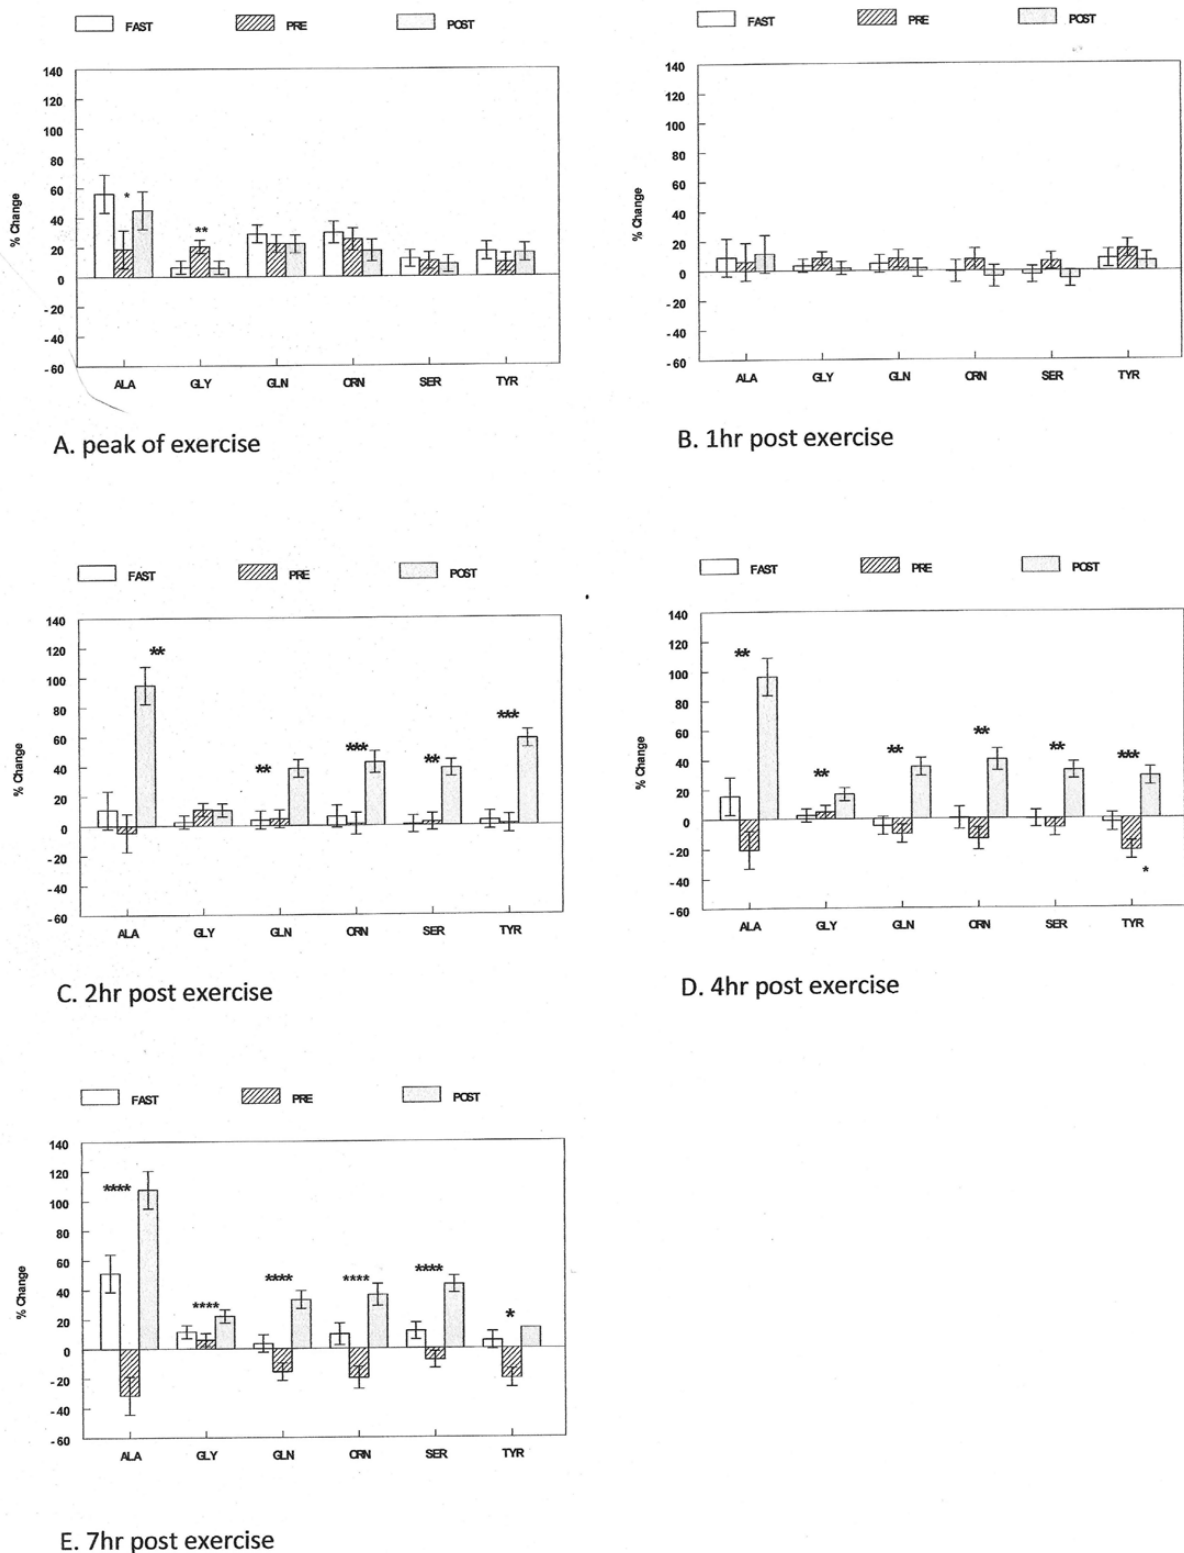 FAST PRE POST
140
120
100
80
60
40
20
0
-20
-40
-60
% Change
*
**
ALA GLY GLN ORN SER TYR
A. peak of exercise
FAST PRE POST
140
120
100
80
60
40
20
0
-20
-40
-60
% Change
ALA GLY GLN ORN SER TYR
B. 1hr post exercise
FAST PRE POST
140
120
100
80
60
40
20
0
-20
-40
-60
% Change
** ** *** ** ***
ALA GLY GLN ORN SER TYR
C. 2hr post exercise
FAST PRE POST
140
120
100
80
60
40
20
0
-20
-40
-60
% Change
** ** ** ** ** ***
*
ALA GLY GLN ORN SER TYR
D. 4hr post exercise
FAST PRE POST
140
120
100
80
60
40
20
0
-20
-40
-60
% Change
**** **** **** **** **** *
ALA GLY GLN ORN SER TYR
E. 7hr post exercise